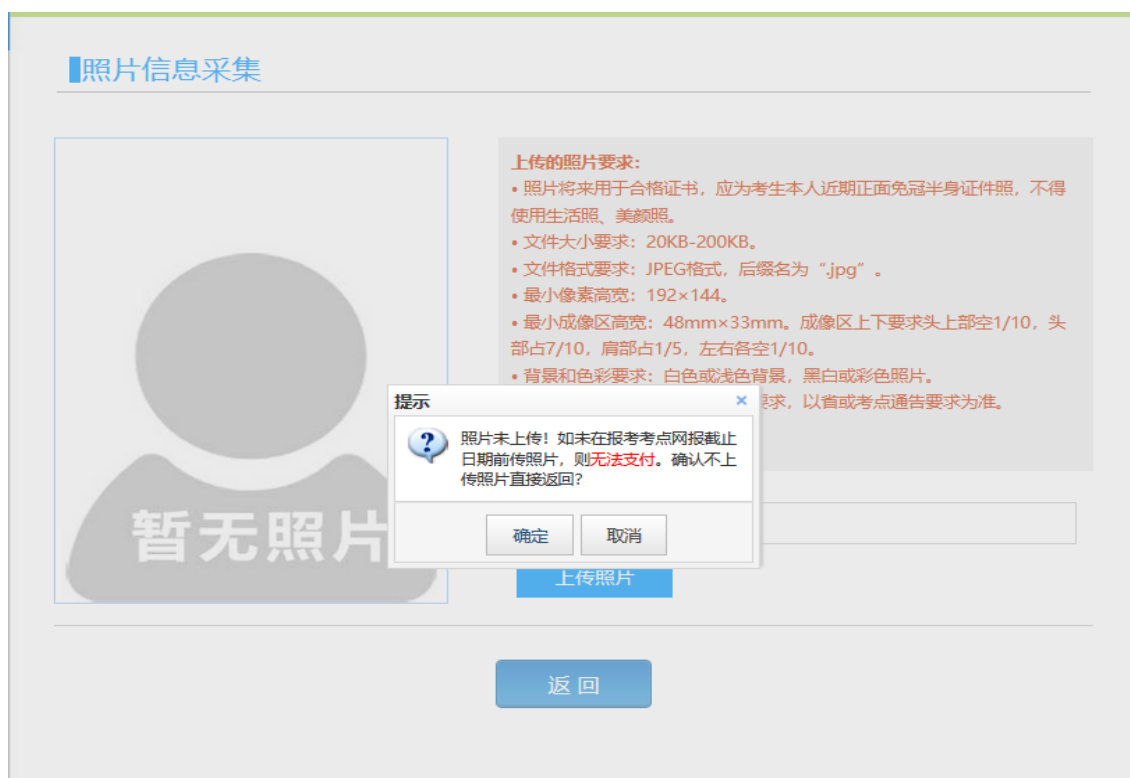 照片信息采集
上传的照片要求：
• 照片将来用于合格证书，应为考生本人近期正面免冠半身证件照，不得
使用生活照、美颜照。
• 文件大小要求：20KB-200KB。
• 文件格式要求：JPEG格式，后缀名为“.jpg”。
• 最小像素高宽：192×144。
• 最小成像区高宽：48mm×33mm。成像区上下要求头上部空1/10，头
部占7/10，肩部占1/5，左右各空1/10。
• 背景和色彩要求：白色或浅色背景，黑白或彩色照片。
要求，以省或考点通告要求为准。
提示
×
照片未上传！如未在报考考点网报截止
日期前传照片，则无法支付。确认不上
传照片直接返回？
确定
取消
暂无照片
上传照片
返回